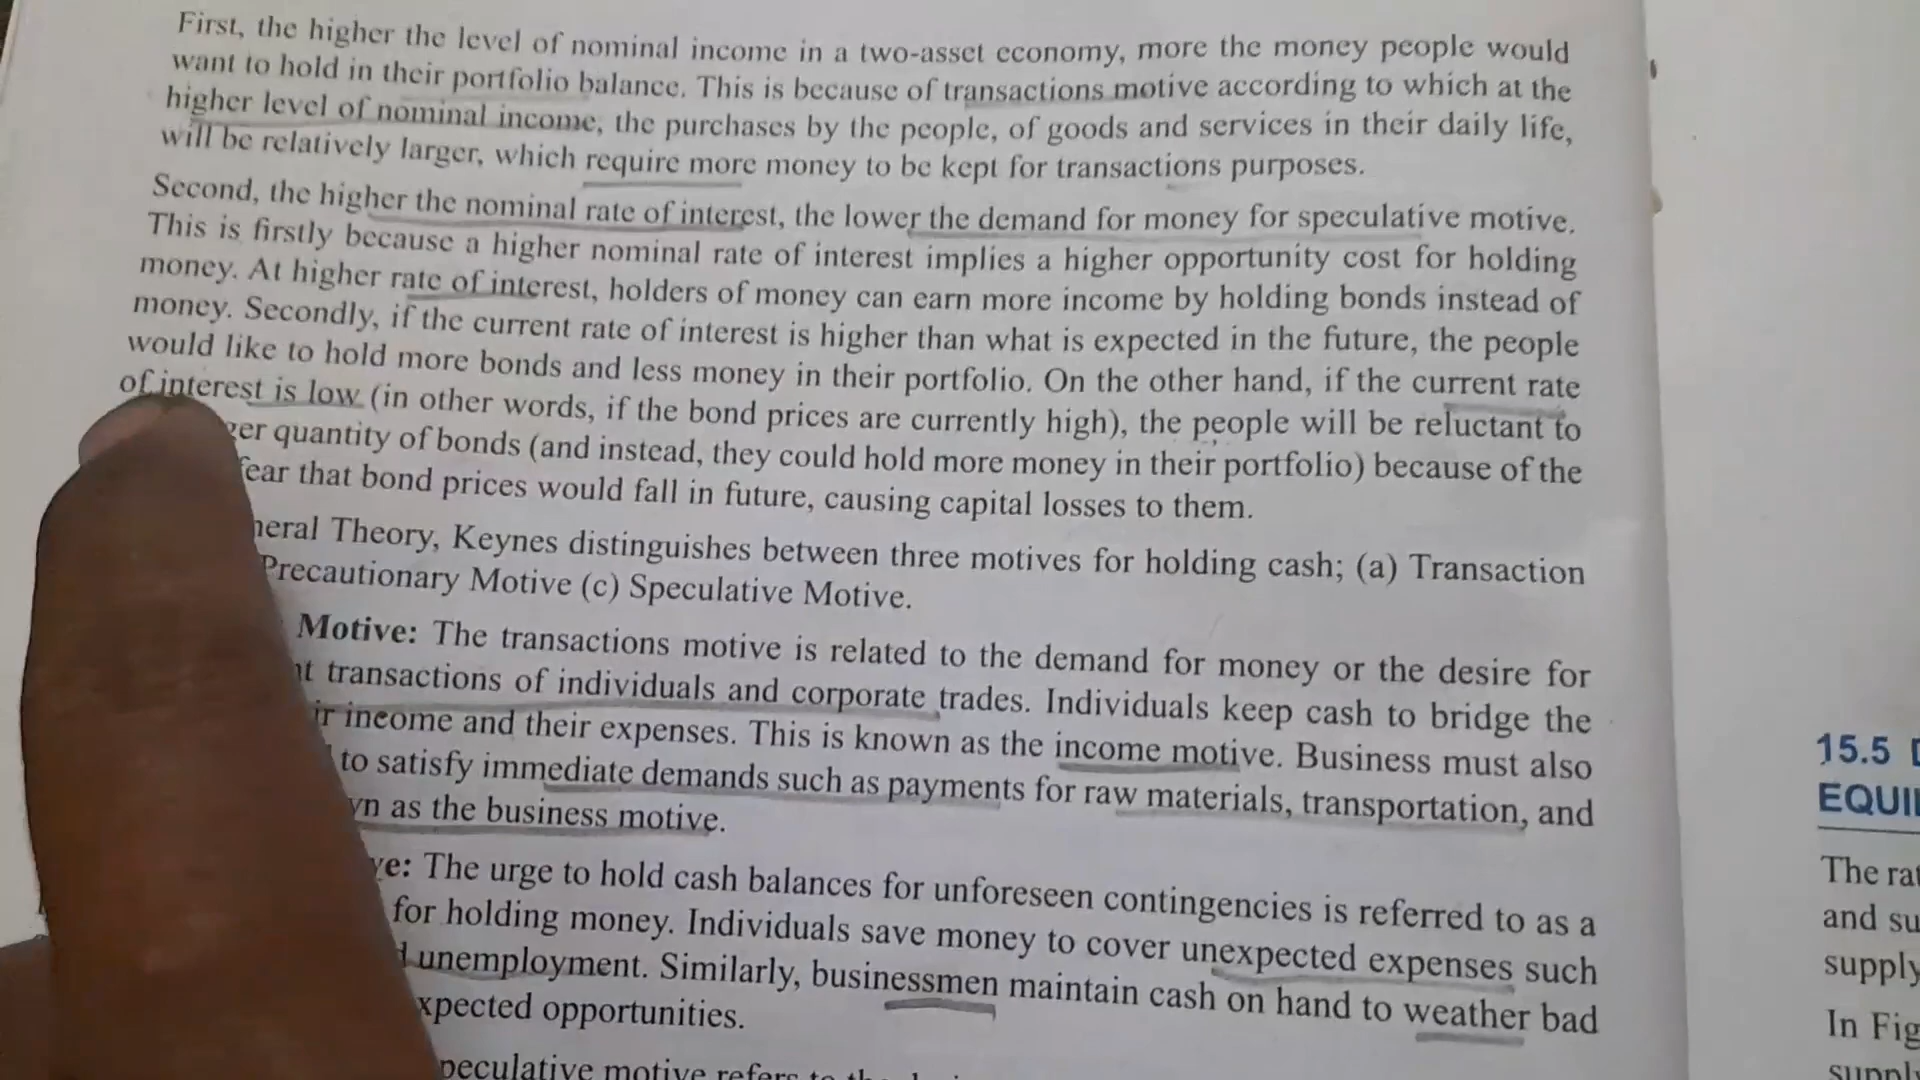 First, the higher the level of nominal income in a two-asset economy, more the money people would
want to hold in their portfolio balance. This is because of transactions motive according to which at the
higher level of nominal income, the purchases by the people, of goods and services in their daily life,
will be relatively larger, which require more money to be kept for transactions purposes.
Second, the higher the nominal rate of interest, the lower the demand for money for speculative motive.
This is firstly because a higher nominal rate of interest implies a higher opportunity cost for holding
money. At higher rate of interest, holders of money can earn more income by holding bonds instead of
money. Secondly, if the current rate of interest is higher than what is expected in the future, the people
would like to hold more bonds and less money in their portfolio. On the other hand, if the current rate
of interest is low (in other words, if the bond prices are currently high), the people will be reluctant to
quantity of bonds (and instead, they could hold more money in their portfolio) because of the
fear that bond prices would fall in future, causing capital losses to them.
Theory, Keynes distinguishes between three motives for holding cash; (a) Transaction
Precautionary Motive (c) Speculative Motive.
Motive: The transactions motive is related to the demand for money or the desire for
transactions of individuals and corporate trades. Individuals keep cash to bridge the
income and their expenses. This is known as the income motive. Business must also
to satisfy immediate demands such as payments for raw materials, transportation, and
as the business motive.
The urge to hold cash balances for unforeseen contingencies is referred to as a
for holding money. Individuals save money to cover unexpected expenses such
unemployment. Similarly, businessmen maintain cash on hand to weather bad
opportunities.
motive refers to
15.5
EQUI
The
and
supply
In Fig